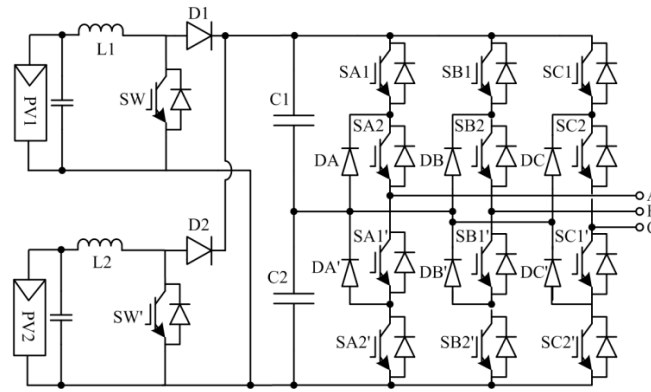 D1
L1
PV1
SW
SA1
SB1
SC1
C1
SA2
SB2
SC2
DA
DB
DC
A
B
C
D2
L2
PV2
SW'
C2
SA1'
SB1'
SC1'
DA'
DB'
DC'
SA2'
SB2'
SC2'